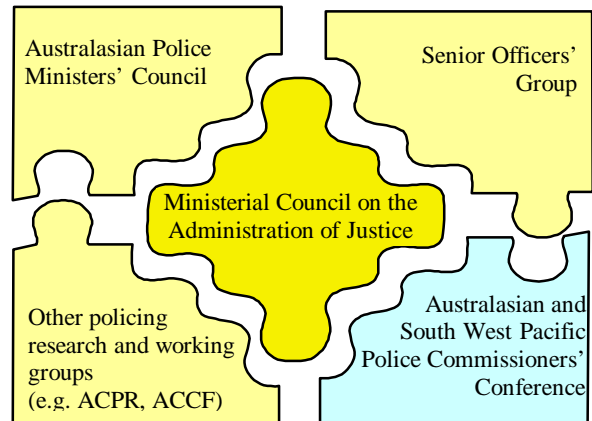 Australasian Police
Ministers’ Council
Senior Officers’
Group
Ministerial Council on the
Administration of Justice
Other policing
research and working
groups
(e.g. ACPR, ACCF)
Australasian and
South West Pacific
Police Commissioners’
Conference